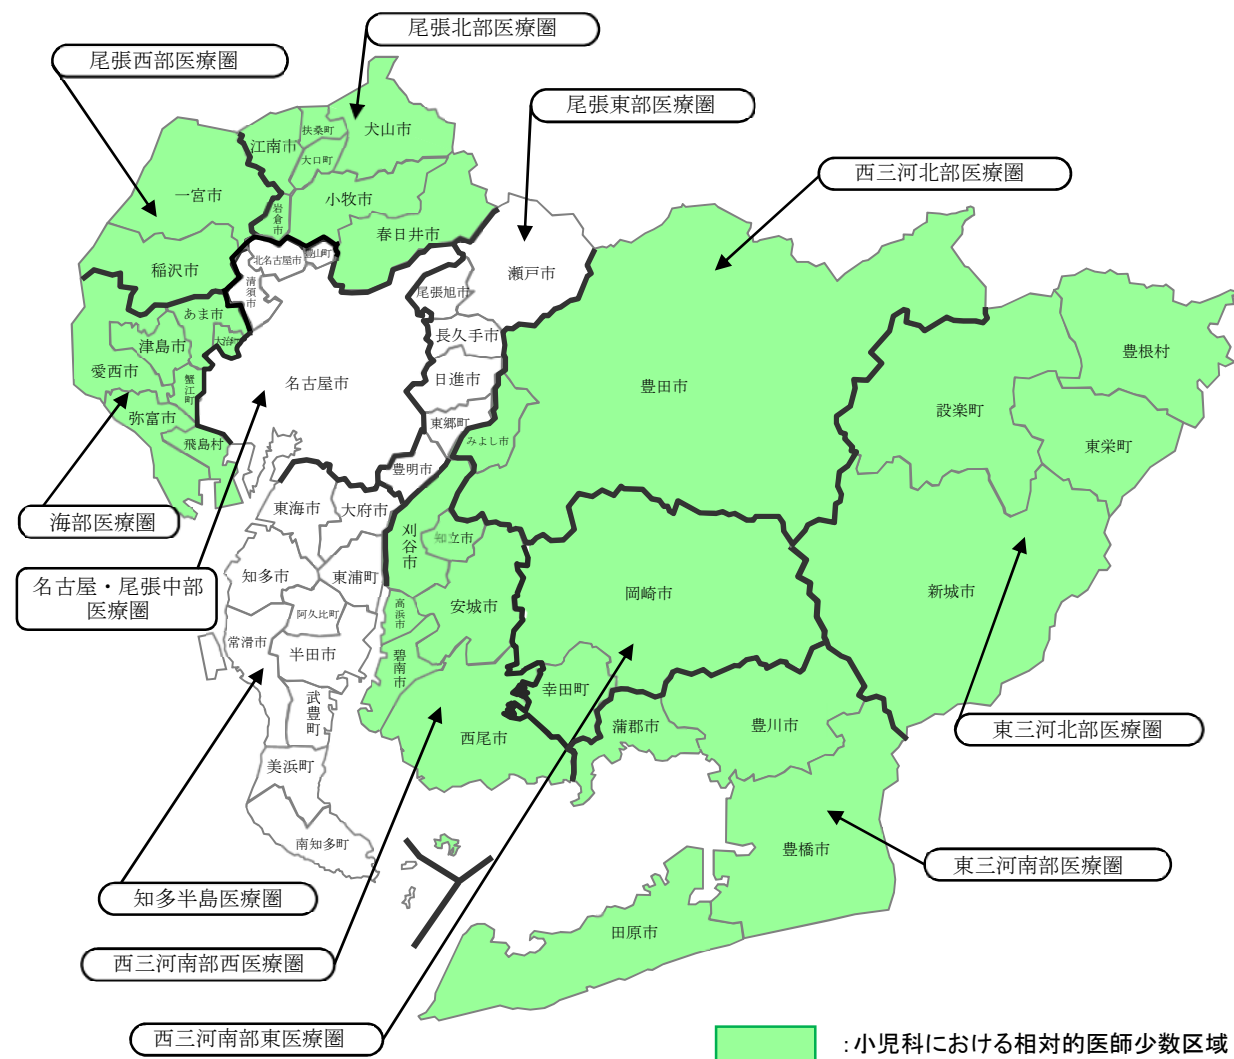 尾張北部医療圏
尾張西部医療圏
尾張東部医療圏
西三河北部医療圏
扶桑町
犬山市
江南市
大口町
一宮市
小牧市
岩倉市
春日井市
稲沢市
北名古屋市
豊山町
瀬戸市
清須市
尾張旭市
あま市
大治町
長久手市
津島市
愛西市
蟹江町
名古屋市
日進市
豊田市
豊根村
設楽町
弥富市
東郷町
みよし市
東栄町
飛島村
豊明市
海部医療圏
東海市
大府市
刈谷市
知立市
名古屋・尾張中部
医療圏
知多市
東浦町
岡崎市
新城市
阿久比町
高浜市
安城市
常滑市
半田市
碧南市
幸田町
武豊町
西尾市
蒲郡市
豊川市
東三河北部医療圏
美浜町
南知多町
豊橋市
東三河南部医療圏
知多半島医療圏
田原市
西三河南部西医療圏
西三河南部東医療圏
：小児科における相対的医師少数区域